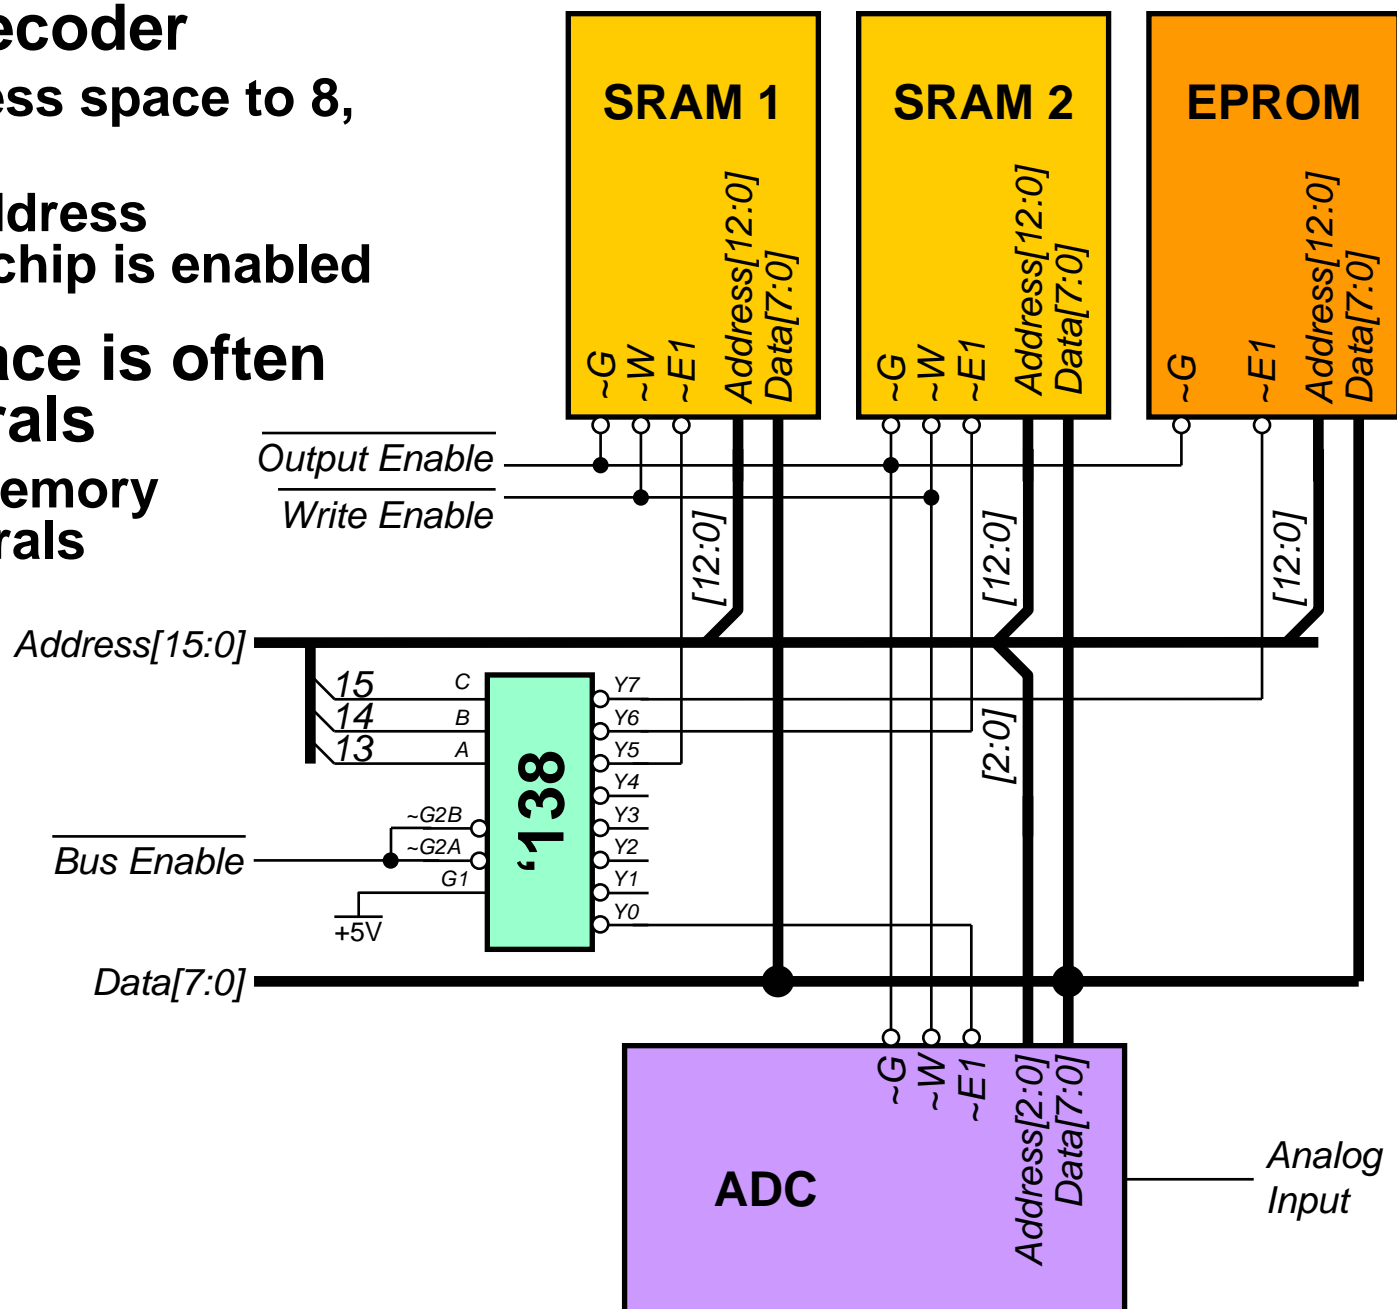 ecoder
ess space to 8,
ddress
chip is enabled
ace is often
rals
emory
rals
SRAM 1
SRAM 2
EPROM
~G
~W
~E1
Address[12:0]
Data[7:0]
~G
~W
~E1
Address[12:0]
Data[7:0]
~G
~E1
Address[12:0]
Data[7:0]
Output Enable
Write Enable
[12:0]
[12:0]
[12:0]
Address[15:0]
15
14
13
C
B
A
~G2B
~G2A
G1
‘138
Y7
Y6
Y5
Y4
Y3
Y2
Y1
Y0
[2:0]
Bus Enable
+5V
Data[7:0]
~G
~W
~E1
Address[2:0]
Data[7:0]
ADC
Analog
Input